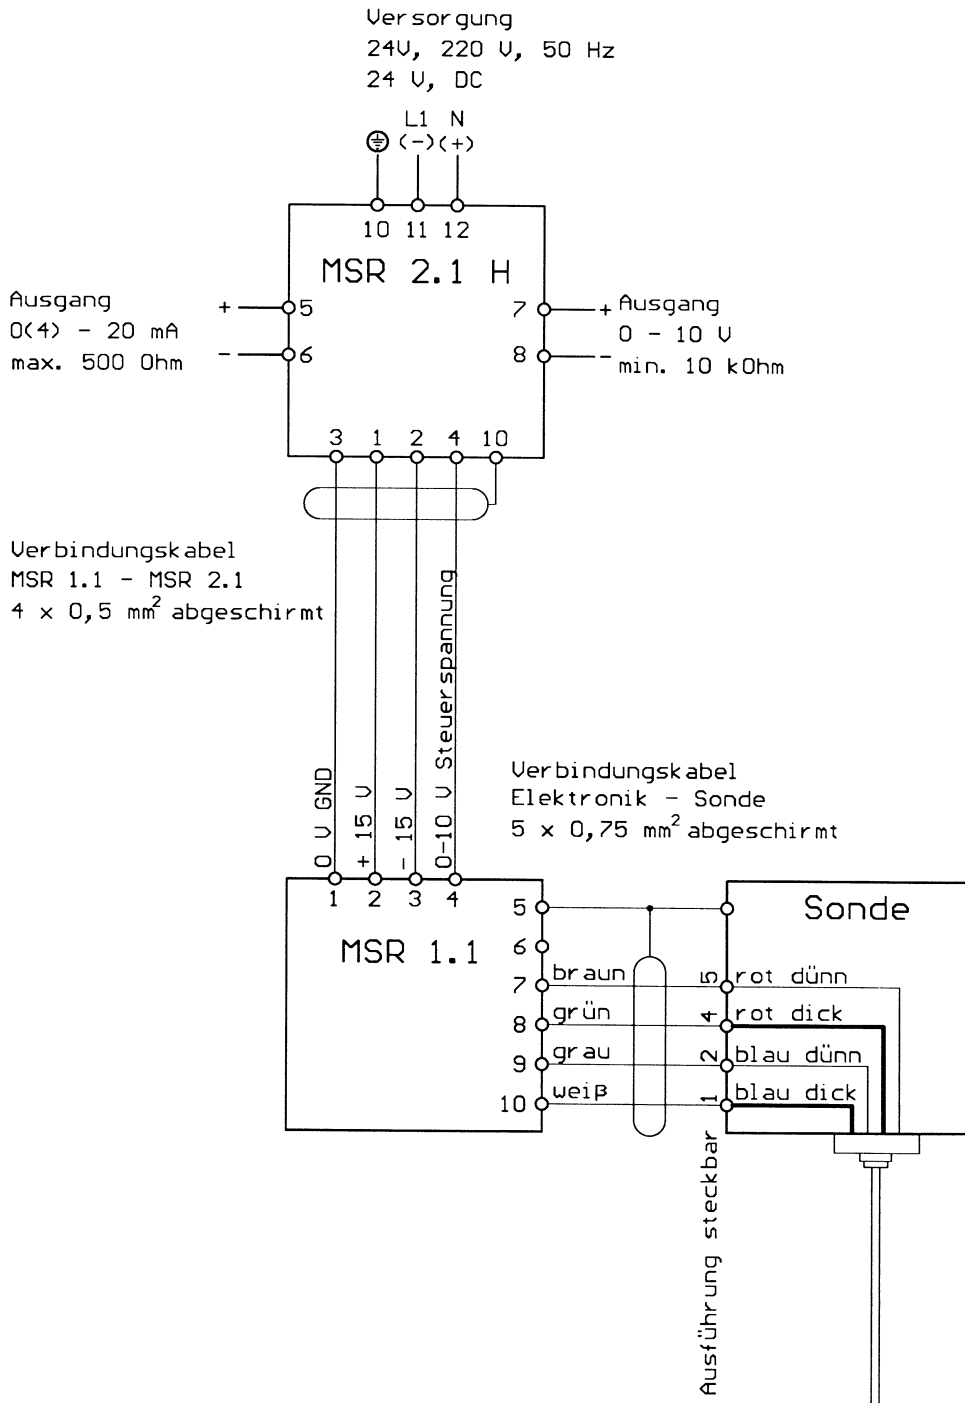 Versorgung
24V, 220 V, 50 Hz
24 V, DC
L1 N
(-) (+)
10 11 12
MSR 2.1 H
Ausgang
0(4) - 20 mA
max. 500 Ohm
+ 5
- 6
7 +
8 -
Ausgang
0 - 10 V
min. 10 kOhm
3 1 2 4 10
Verbindungskabel
MSR 1.1 - MSR 2.1
4 x 0,5 mm² abgeschirmt
0 V GND
+ 15 V
- 15 V
0-10 V Steuerspannung
Verbindungskabel
Elektronik - Sonde
5 x 0,75 mm² abgeschirmt
1 2 3 4
MSR 1.1
5
6
7 braun
8 grün
9 grau
10 weiß
Sonde
5 rot dünn
4 rot dick
2 blau dünn
1 blau dick
Ausführung steckbar